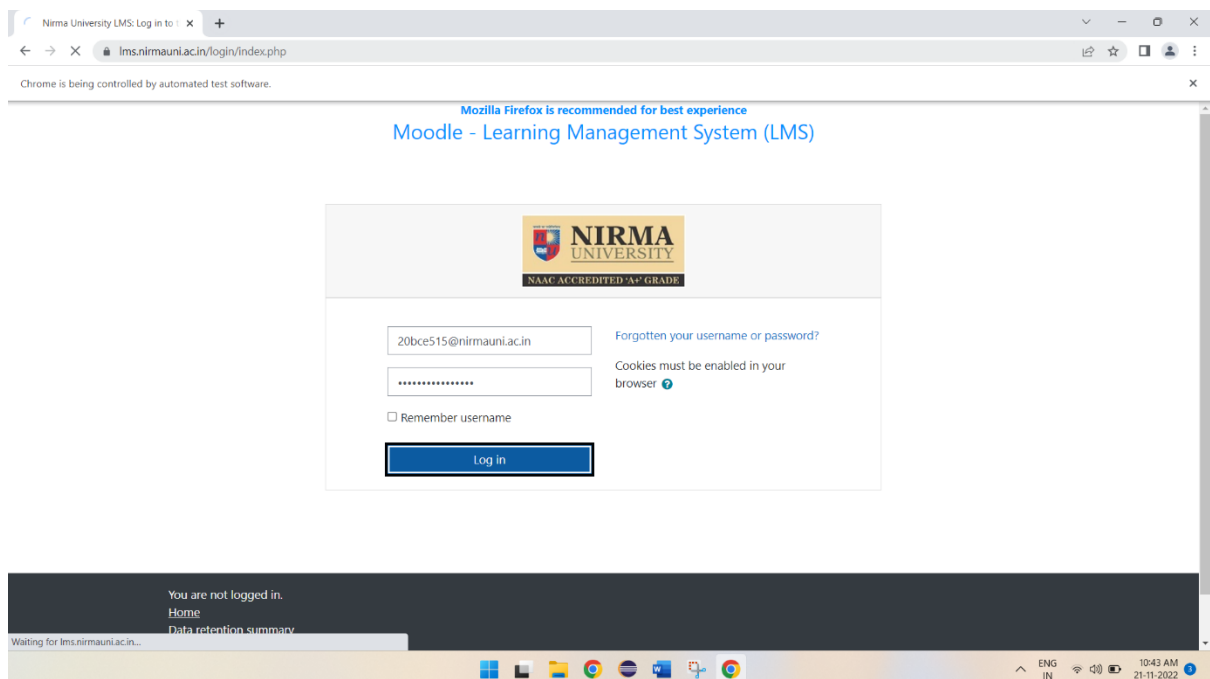 Nirma University LMS: Log in to t
lms.nirmauni.ac.in/login/index.php
Chrome is being controlled by automated test software.
Mozilla Firefox is recommended for best experience
Moodle - Learning Management System (LMS)
NIRMA
UNIVERSITY
NAAC ACCREDITED 'A+' GRADE
20bce515@nirmauni.ac.in
Forgotten your username or password?
Cookies must be enabled in your
browser
••••••••••••••••
Remember username
Log in
You are not logged in.
Home
Data retention summary
Waiting for lms.nirmauni.ac.in...
ENG
IN
10:43 AM
21-11-2022
3